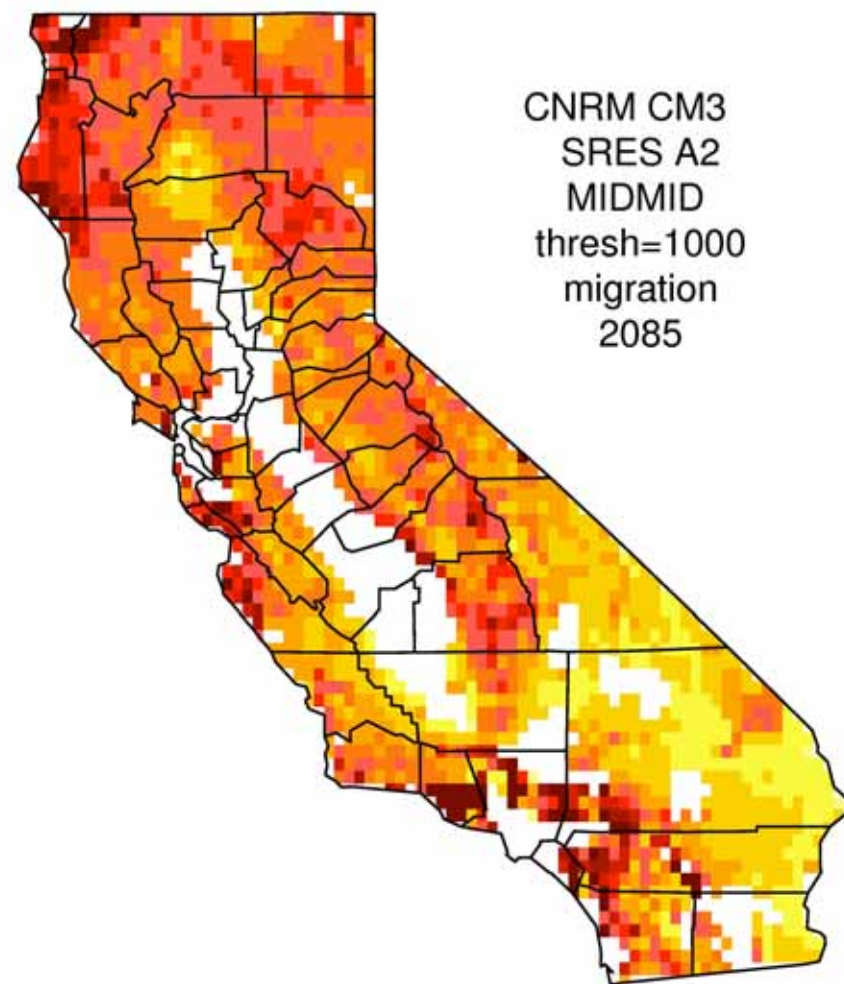 CNRM CM3
SRES A2
MIDMID
thresh=1000
migration
2085